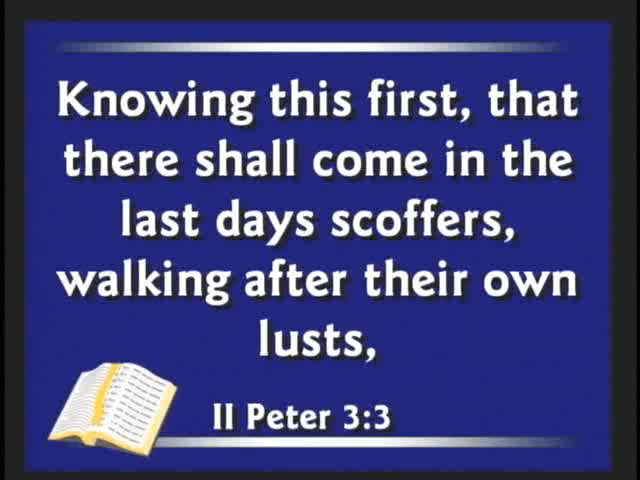 Knowing this first, that
there shall come in the
last days scoffers,
walking after their own
lusts,
II Peter 3:3